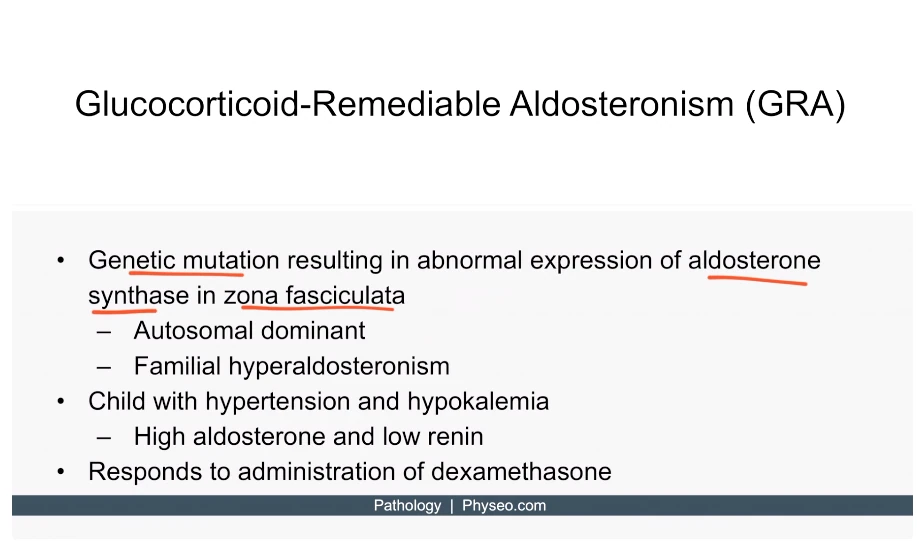 Glucocorticoid-Remediable Aldosteronism (GRA)
• Genetic mutation resulting in abnormal expression of aldosterone
synthase in zona fasciculata
– Autosomal dominant
– Familial hyperaldosteronism
• Child with hypertension and hypokalemia
– High aldosterone and low renin
• Responds to administration of dexamethasone
Pathology | Physeo.com